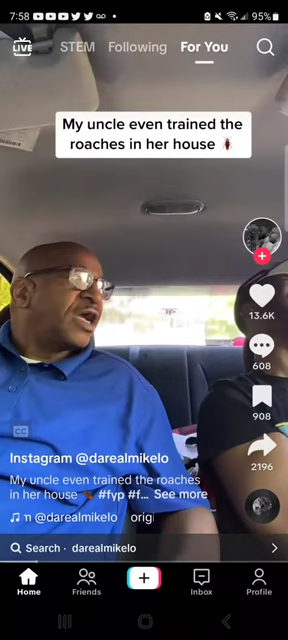 7:58
95%
LIVE
STEM
Following
For You
My uncle even trained the
roaches in her house 🪳
13.6K
608
908
2196
CC
Instagram @darealmikelo
My uncle even trained the roaches
in her house 🪳 #fyp #f... See more
m @darealmikelo origi
Search · darealmikelo
Home
Friends
Inbox
Profile